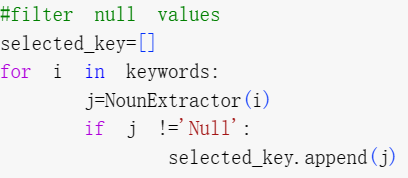 #filter null values
selected_key=[]
for i in keywords:
j=NounExtractor(i)
if j !='Null':
selected_key.append(j)